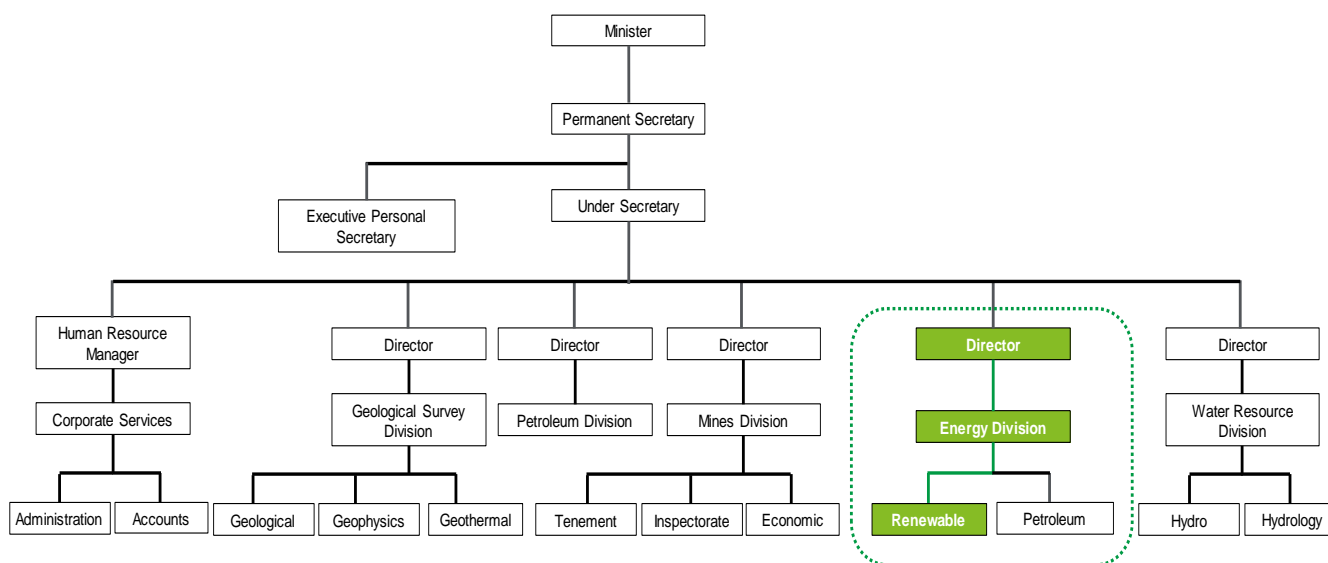 Minister
Permanent Secretary
Executive Personal
Secretary
Under Secretary
Human Resource
Manager
Director
Director
Director
Director
Director
Corporate Services
Geological Survey
Division
Petroleum Division
Mines Division
Energy Division
Water Resource
Division
Administration
Accounts
Geological
Geophysics
Geothermal
Tenement
Inspectorate
Economic
Renewable
Petroleum
Hydro
Hydrology